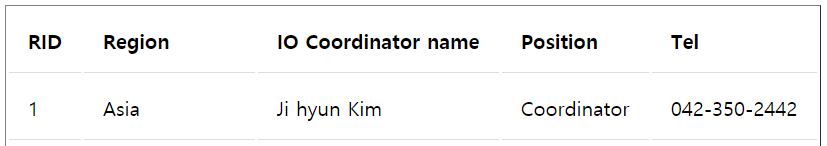 RID Region IO Coordinator name Position Tel
1 Asia Ji hyun Kim Coordinator 042-350-2442